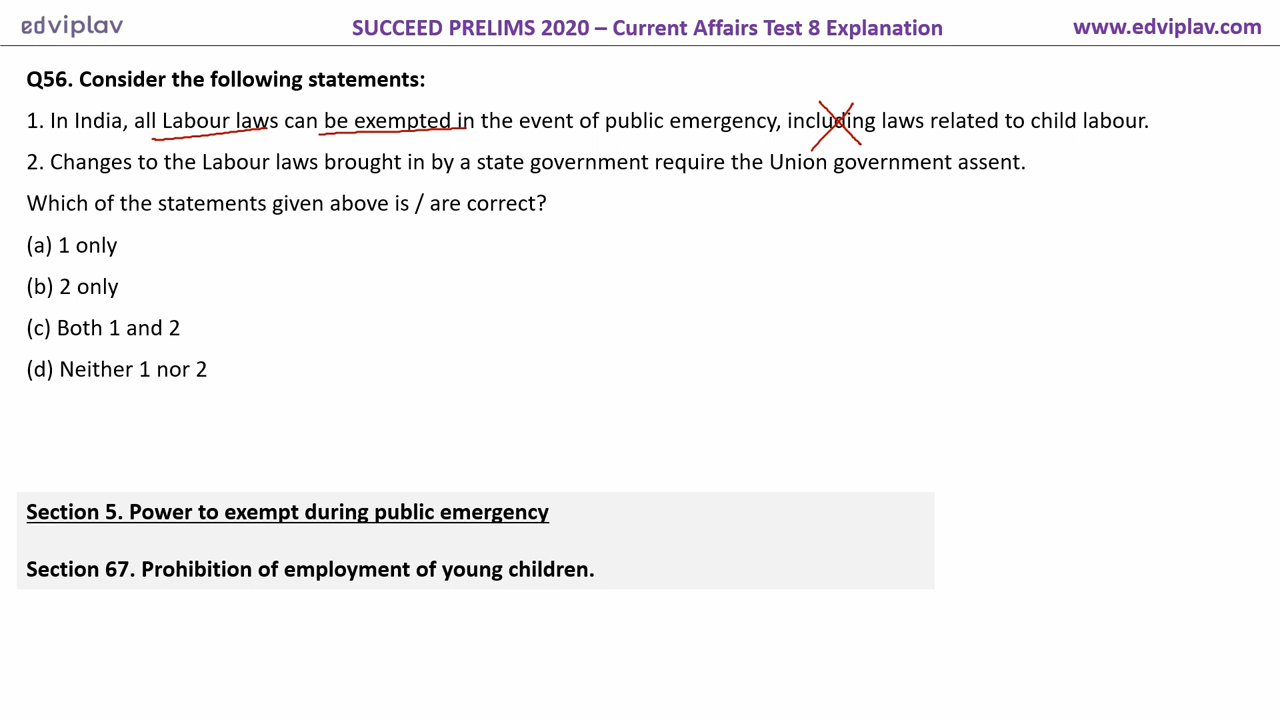 edviplav
SUCCEED PRELIMS 2020 – Current Affairs Test 8 Explanation
www.edviplav.com
Q56. Consider the following statements:
1. In India, all Labour laws can be exempted in the event of public emergency, including laws related to child labour.
2. Changes to the Labour laws brought in by a state government require the Union government assent.
Which of the statements given above is / are correct?
(a) 1 only
(b) 2 only
(c) Both 1 and 2
(d) Neither 1 nor 2
Section 5. Power to exempt during public emergency
Section 67. Prohibition of employment of young children.